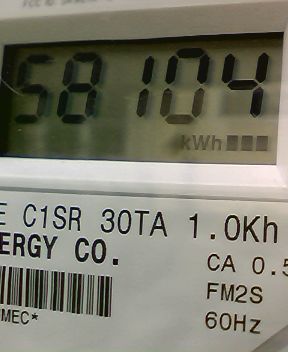 58104
kWh
E C1SR 30TA 1.0Kh
ERGY CO.
CA 0.5
FM2S
MEC*
60Hz